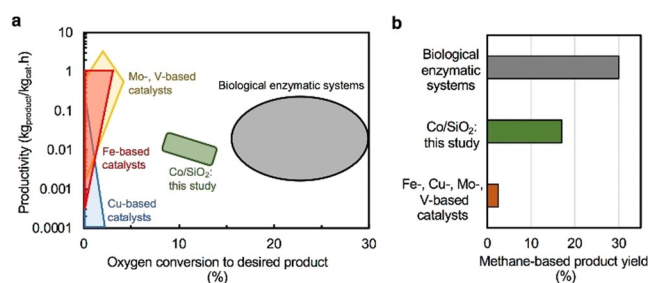 a
Productivity (kgproduct/kgcat.h)
10
1
0.1
0.01
0.001
0.0001
Mo-, V-based
catalysts
Biological enzymatic systems
Fe-based
catalysts
Co/SiO2:
this study
Cu-based
catalysts
0
10
20
30
Oxygen conversion to desired product
(%)
b
Biological
enzymatic
systems
Co/SiO2:
this study
Fe-, Cu-, Mo-,
V-based
catalysts
0
10
20
30
Methane-based product yield
(%)